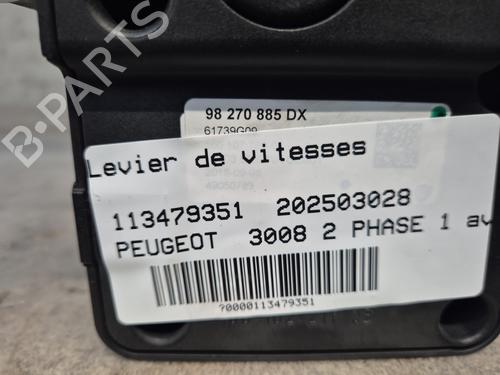 98 270 885 DX
61739G09
Levier de vitesses
113479351 202503028
PEUGEOT 3008 2 PHASE 1 av
?0000113479351
B-PARTS